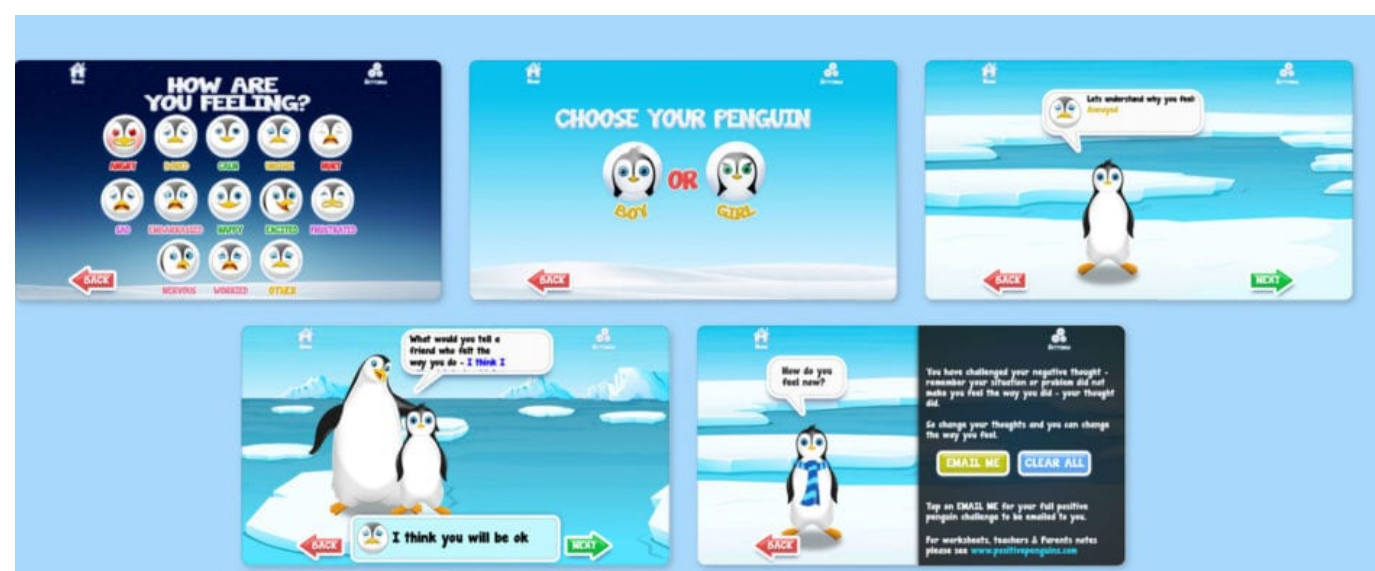 HOW ARE
YOU FEELING?
ANGRY
BORED
CALM
HURT
SAD
EMBARRASSED
HAPPY
EXCITED
FRUSTRATED
NERVOUS
WORRIED
OTHER
BACK
CHOOSE YOUR PENGUIN
OR
BOY
GIRL
BACK
Lets understand why you feel:
Annoyed
BACK
NEXT
What would you tell a
friend who felt the
way you do - I think I
BACK
I think you will be ok
NEXT
How do you
feel now?
BACK
You have challenged your negative thought -
remember your situation or problem did not
make you feel the way you did - your thought
did.
So change your thoughts and you can change
the way you feel.
EMAIL ME
CLEAR ALL
Tap on EMAIL ME for your full positive
penguin challenge to be emailed to you.
For worksheets, teachers & Parents notes
please see www.positivepenguins.com